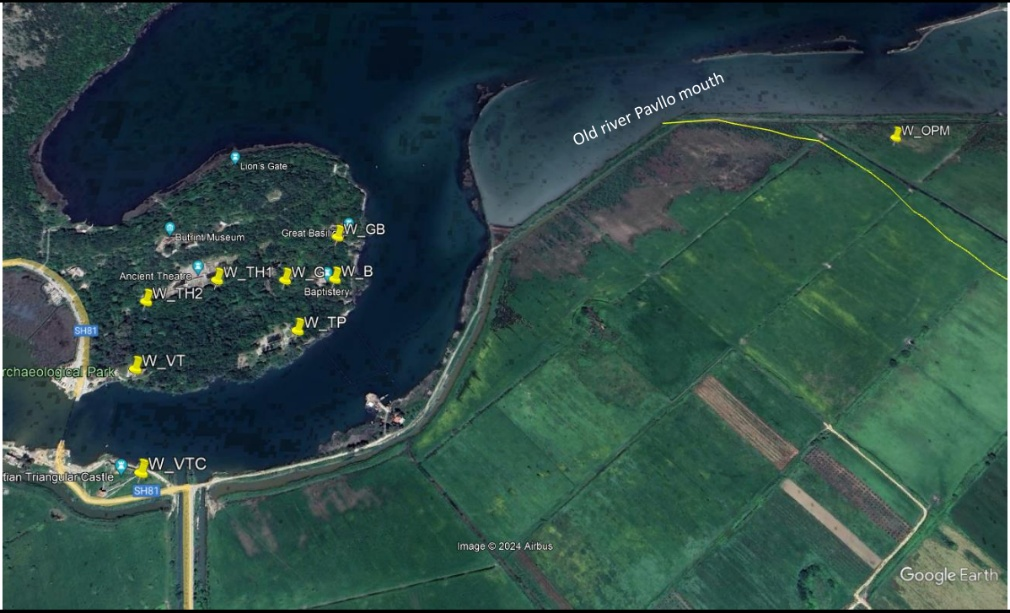 Old river Pavllo mouth
W_OPM
Lion's Gate
Butrint Museum
Great Basi
W_GB
Ancient Theatre
W_TH1
W_G
W_B
Baptistery
W_TH2
W_TP
SH81
W_VT
rchaeological Park
W_VTC
tian Triangular Castle
SH81
Image © 2024 Airbus
Google Earth